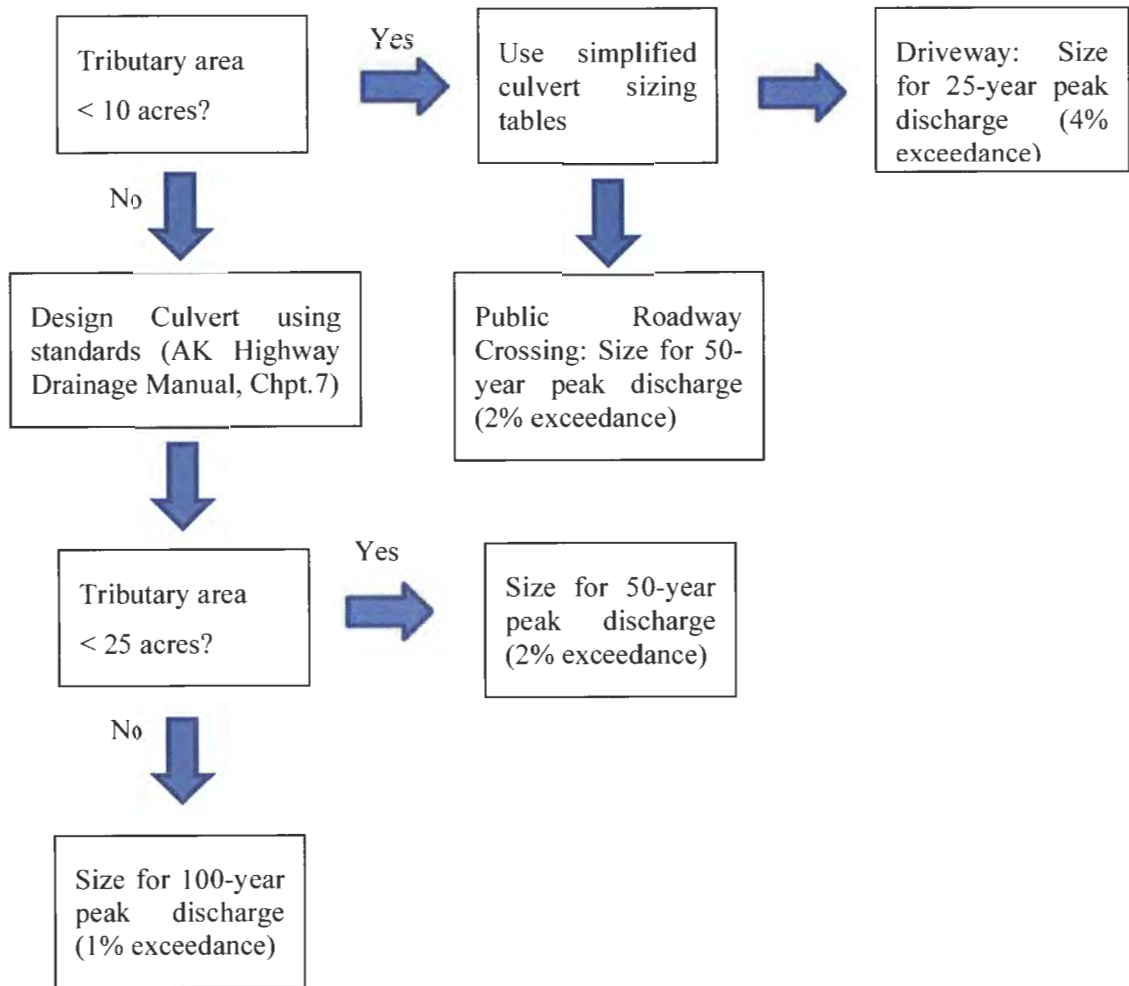 Tributary area
< 10 acres?
Yes
Use simplified
culvert sizing
tables
Driveway: Size
for 25-year peak
discharge (4%
exceedance)
No
Design Culvert using
standards (AK Highway
Drainage Manual, Chpt.7)
Public Roadway
Crossing: Size for 50-
year peak discharge
(2% exceedance)
Tributary area
< 25 acres?
Yes
Size for 50-year
peak discharge
(2% exceedance)
No
Size for 100-year
peak discharge
(1% exceedance)